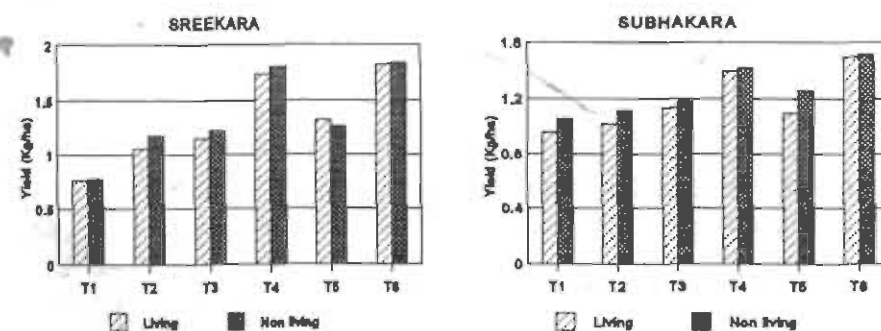 SREEKARA
Yield (Kg/ha)
2
1.5
1
0.5
0
T1 T2 T3 T4 T5 T6
Living Non living
SUBHAKARA
Yield (Kg/ha)
1.6
1.2
0.8
0.4
0
T1 T2 T3 T4 T5 T6
Living Non living